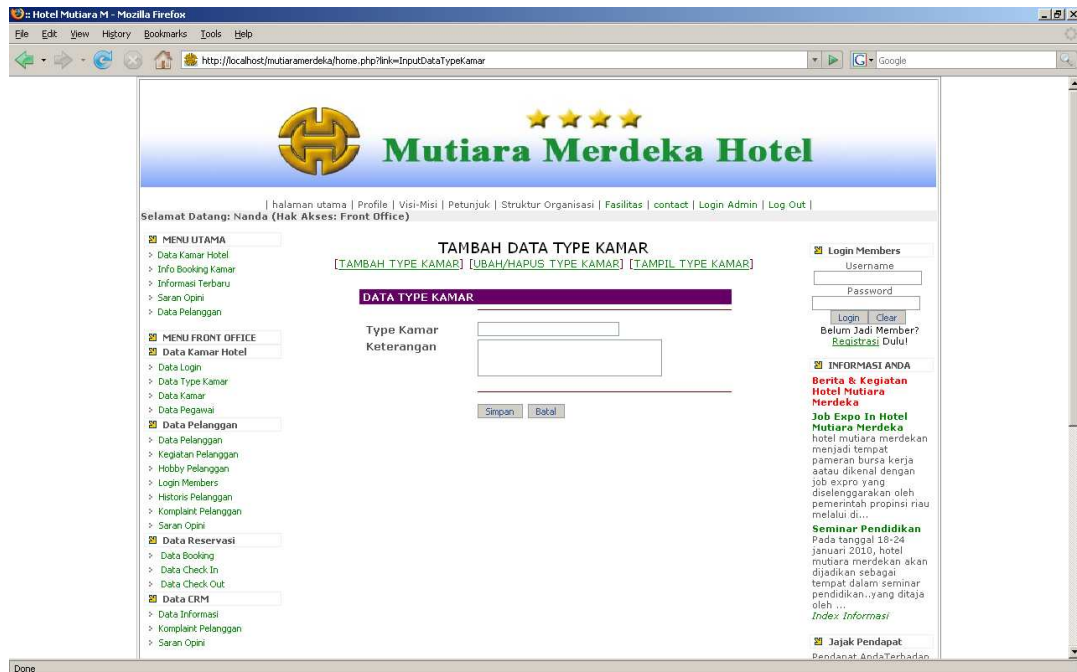 :: Hotel Mutiara M - Mozilla Firefox
File Edit View History Bookmarks Tools Help
http://localhost/mutiaramerdeka/home.php?link=InputDataTypeKamar
Google
Mutiara Merdeka Hotel
| halaman utama | Profile | Visi-Misi | Petunjuk | Struktur Organisasi | Fasilitas | contact | Login Admin | Log Out |
Selamat Datang: Nanda (Hak Akses: Front Office)
MENU UTAMA
> Data Kamar Hotel
> Info Booking Kamar
> Informasi Terbaru
> Saran Opini
> Data Pelanggan
MENU FRONT OFFICE
Data Kamar Hotel
> Data Login
> Data Type Kamar
> Data Kamar
> Data Pegawai
Data Pelanggan
> Data Pelanggan
> Kegiatan Pelanggan
> Hobby Pelanggan
> Login Members
> Historis Pelanggan
> Komplaint Pelanggan
> Saran Opini
Data Reservasi
> Data Booking
> Data Check In
> Data Check Out
Data CRM
> Data Informasi
> Komplaint Pelanggan
> Saran Opini
TAMBAH DATA TYPE KAMAR
[TAMBAH TYPE KAMAR] [UBAH/HAPUS TYPE KAMAR] [TAMPIL TYPE KAMAR]
DATA TYPE KAMAR
Type Kamar
Keterangan
Simpan Batal
Login Members
Username
Password
Login Clear
Belum Jadi Member?
Registrasi Dulu!
INFORMASI ANDA
Berita & Kegiatan
Hotel Mutiara
Merdeka
Job Expo In Hotel
Mutiara Merdeka
hotel mutiara merdekan
menjadi tempat
pameran bursa kerja
aatau dikenal dengan
job expro yang
diselenggarakan oleh
pemerintah propinsi riau
melalui di...
Seminar Pendidikan
Pada tanggal 18-24
januari 2010, hotel
mutiara merdekan akan
dijadikan sebagai
tempat dalam seminar
pendidikan..yang ditaja
oleh ...
Index Informasi
Jajak Pendapat
Pendapat AndaTerhadap
Done